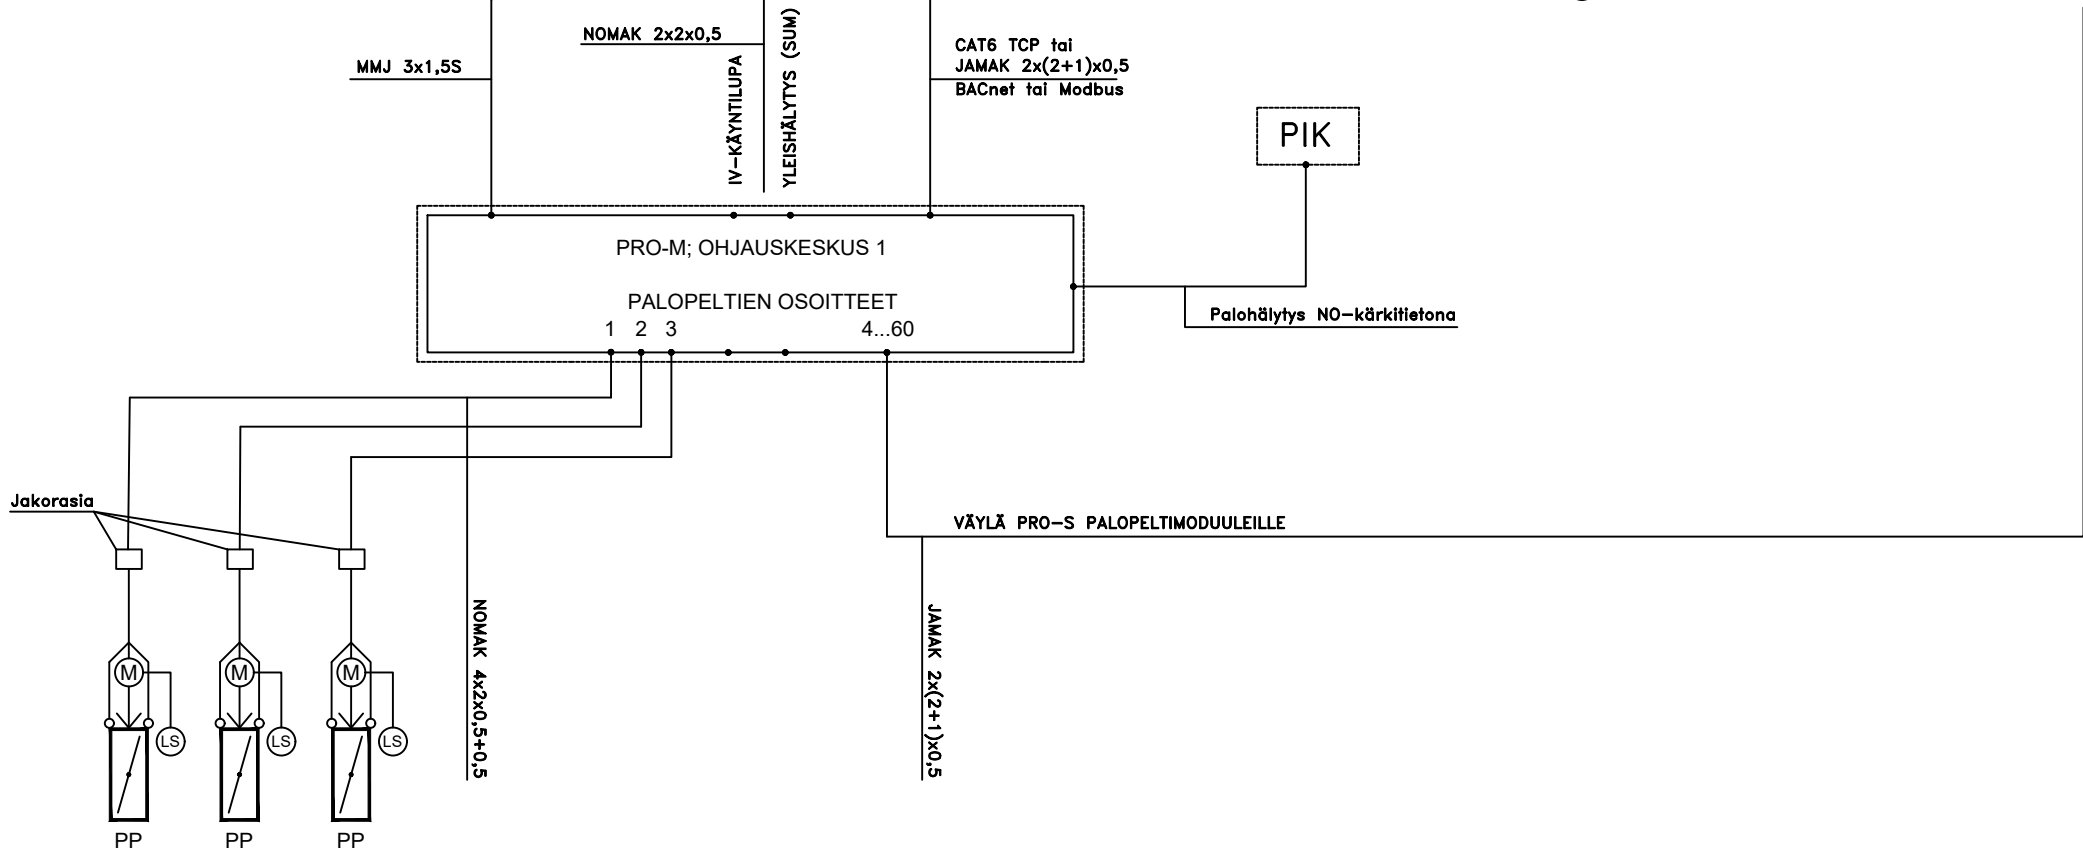 NOMAK 2x2x0,5
MMJ 3x1,5S
IV-KÄYNTILUPA
YLEISHÄLYTYS (SUM)
CAT6 TCP tai
JAMAK 2x(2+1)x0,5
BACnet tai Modbus
PIK
PRO-M; OHJAUSKESKUS 1
PALOPELTIEN OSOITTEET
1 2 3 4...60
Palohälytys NO-kärkitietona
Jakorasia
VÄYLÄ PRO-S PALOPELTIMODUULEILLE
NOMAK 4x2x0,5+0,5
JAMAK 2x(2+1)x0,5
M M M
LS LS LS
PP PP PP